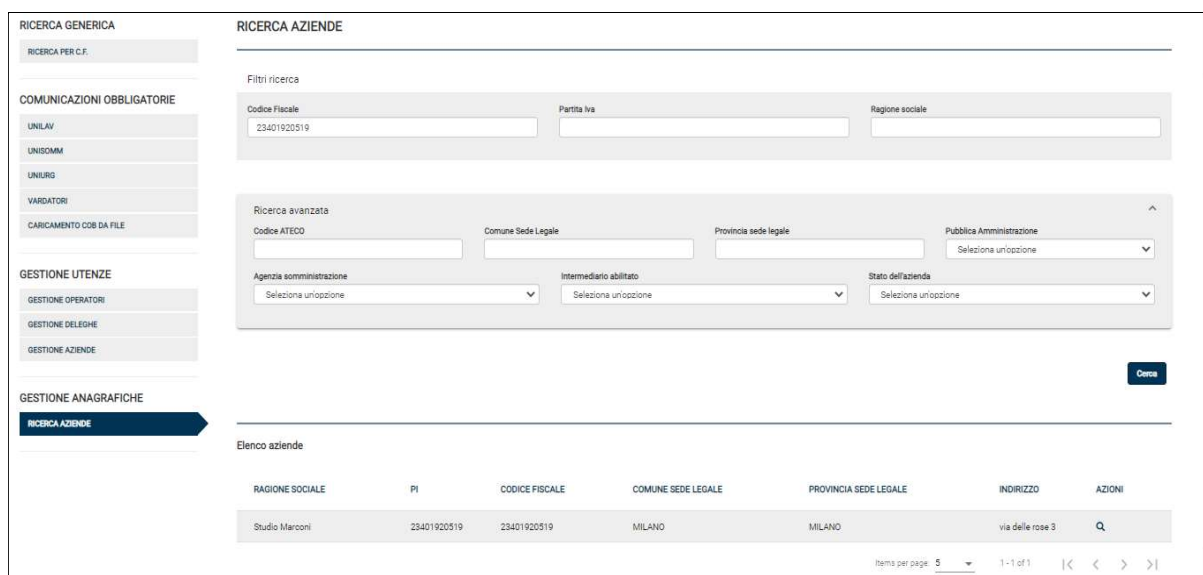 RICERCA GENERICA
RICERCA PER C.F.
COMUNICAZIONI OBBLIGATORIE
UNILAV
UNISOMM
UNIURG
VARDATORI
CARICAMENTO COB DA FILE
GESTIONE UTENZE
GESTIONE OPERATORI
GESTIONE DELEGHE
GESTIONE AZIENDE
GESTIONE ANAGRAFICHE
RICERCA AZIENDE
RICERCA AZIENDE
Filtri ricerca
Codice Fiscale Partita Iva Ragione sociale
23401920519
Ricerca avanzata
Codice ATECO Comune Sede Legale Provincia sede legale Pubblica Amministrazione
Seleziona un'opzione
Agenzia somministrazione Intermediario abilitato Stato dell'azienda
Seleziona un'opzione Seleziona un'opzione Seleziona un'opzione
Cerca
Elenco aziende
RAGIONE SOCIALE PI CODICE FISCALE COMUNE SEDE LEGALE PROVINCIA SEDE LEGALE INDIRIZZO AZIONI
Studio Marconi 23401920519 23401920519 MILANO MILANO via delle rose 3
Items per page: 5 1 - 1 of 1